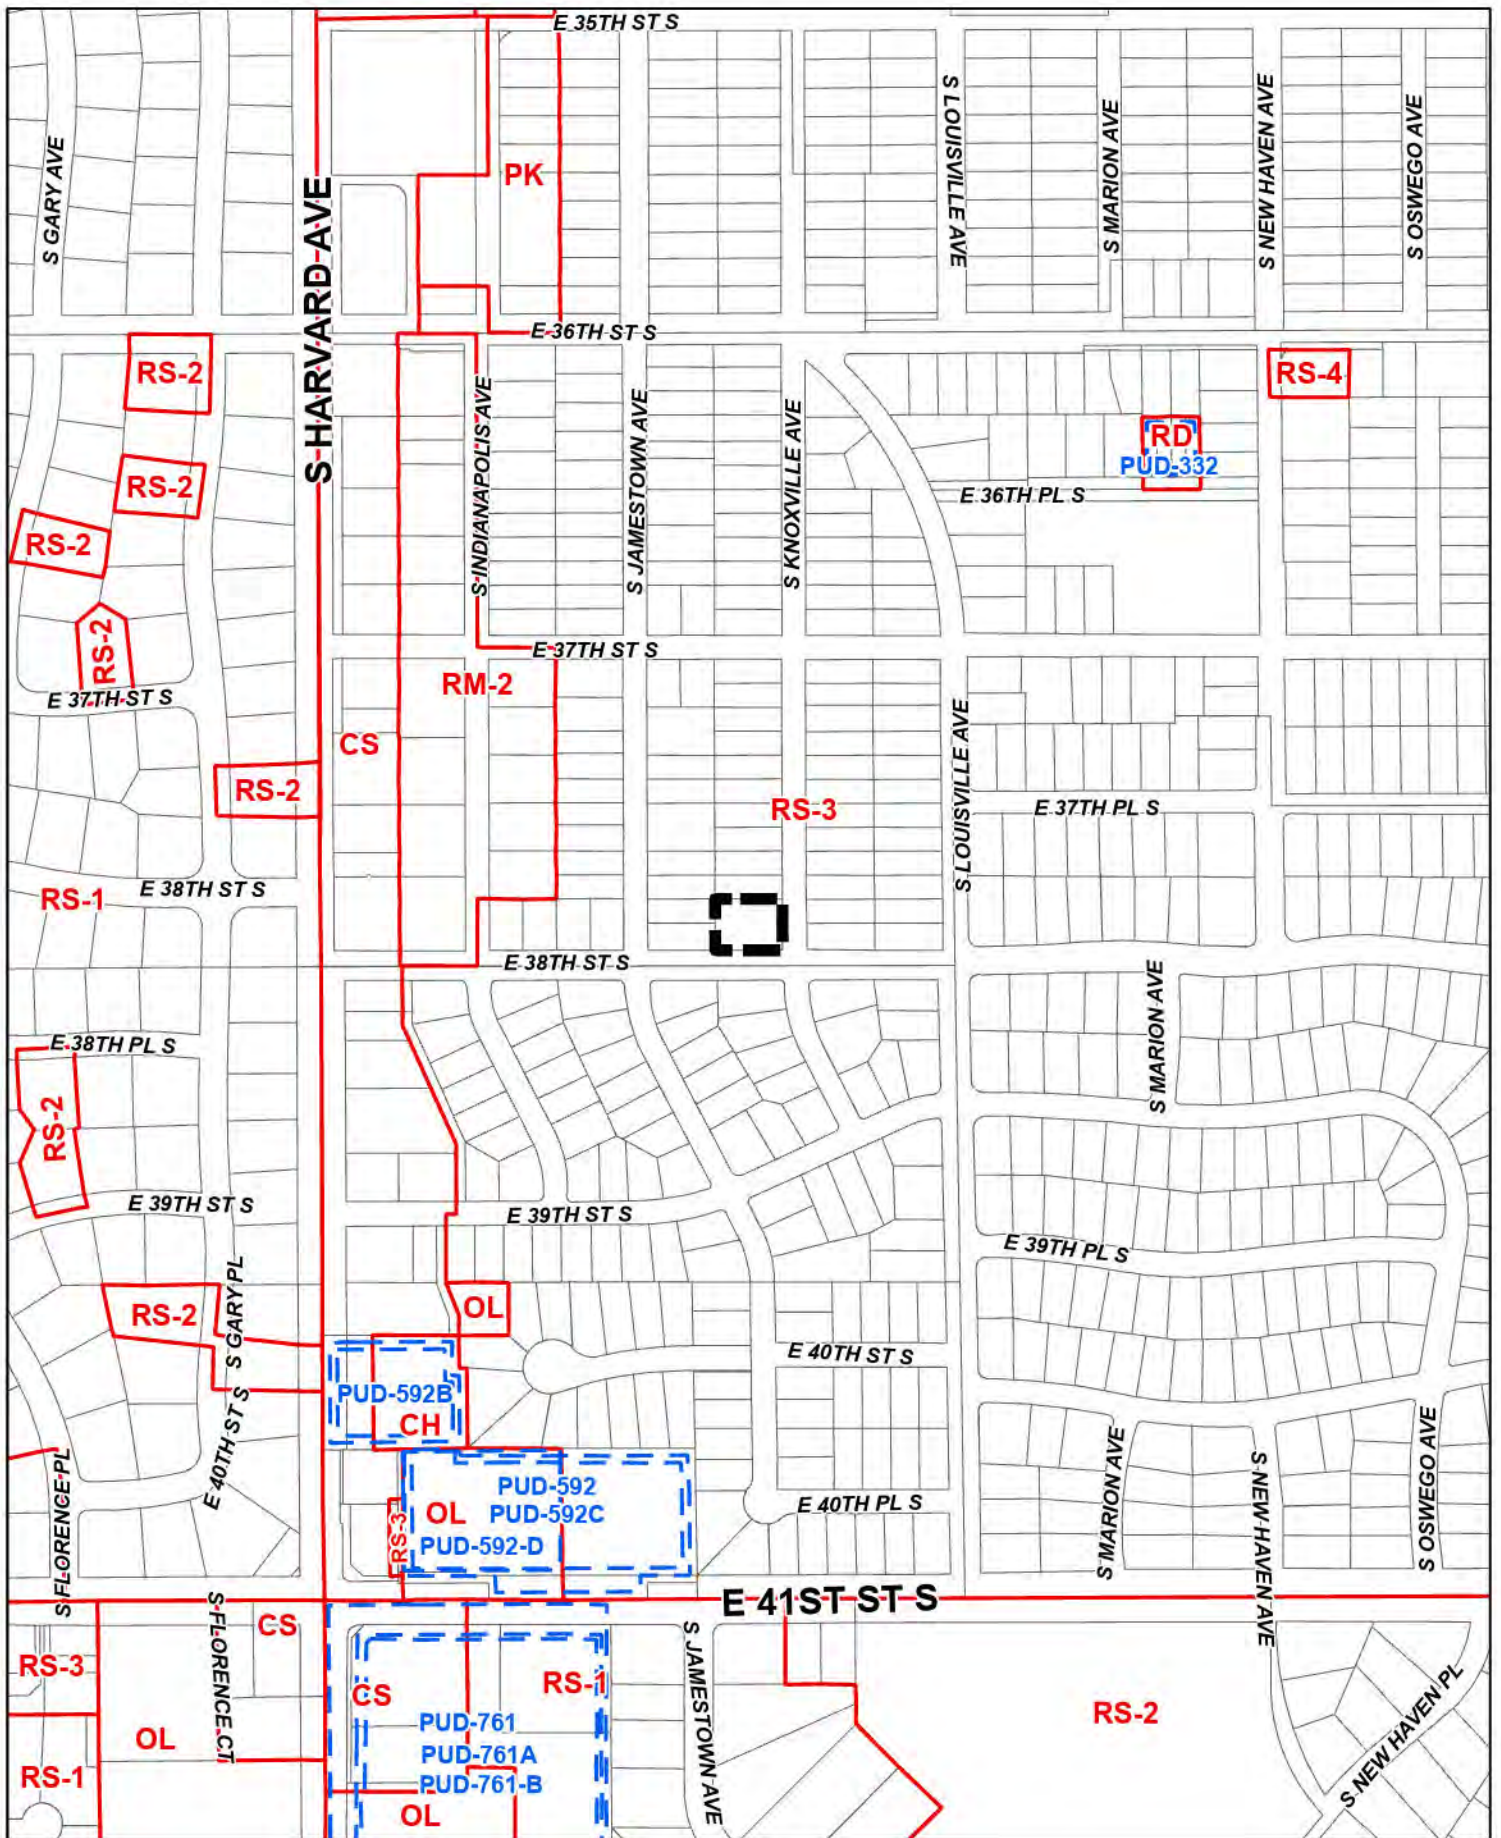 E 35TH ST S
S GARY AVE
S HARVARD AVE
PK
S LOUISVILLE AVE
S MARION AVE
S NEW HAVEN AVE
S OSWEGO AVE
E 36TH ST S
RS-2
RS-4
S INDIANAPOLIS AVE
S JAMESTOWN AVE
S KNOXVILLE AVE
RD
PUD-332
RS-2
E 36TH PL S
RS-2
RS-2
E 37TH ST S
E 37TH ST S
RM-2
CS
S LOUISVILLE AVE
RS-2
RS-3
E 37TH PL S
E 38TH ST S
RS-1
E 38TH ST S
S MARION AVE
E 38TH PL S
RS-2
E 39TH ST S
E 39TH ST S
E 39TH PL S
S GARY PL
RS-2
OL
E 40TH ST S
PUD-592B
CH
E 40TH ST S
S FLORENCE PL
PUD-592
OL
PUD-592C
PUD-592-D
RS-3
E 40TH PL S
S MARION AVE
S NEW HAVEN AVE
S OSWEGO AVE
E 41ST ST S
CS
S FLORENCE CT
RS-3
OL
RS-1
CS
RS-1
PUD-761
PUD-761A
PUD-761-B
OL
S JAMESTOWN AVE
RS-2
S NEW HAVEN PL